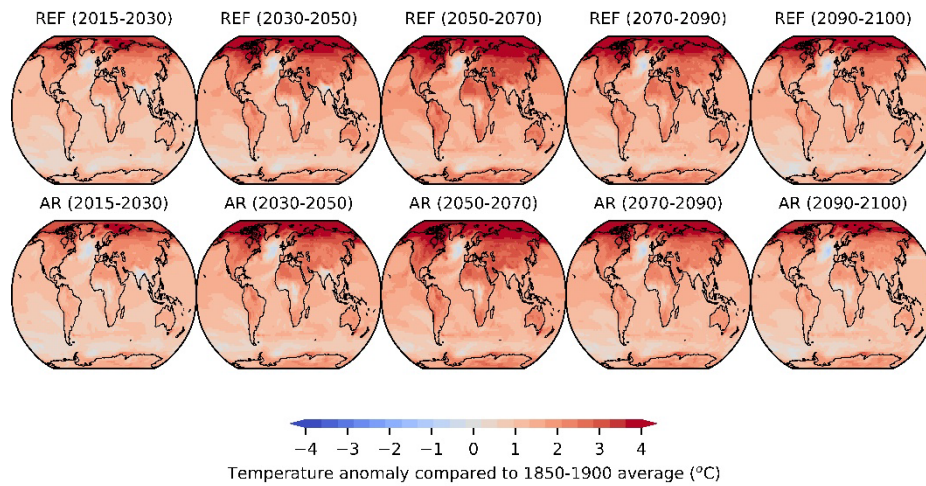 REF (2015-2030) REF (2030-2050) REF (2050-2070) REF (2070-2090) REF (2090-2100)
AR (2015-2030) AR (2030-2050) AR (2050-2070) AR (2070-2090) AR (2090-2100)
−4 −3 −2 −1 0 1 2 3 4
Temperature anomaly compared to 1850-1900 average (°C)